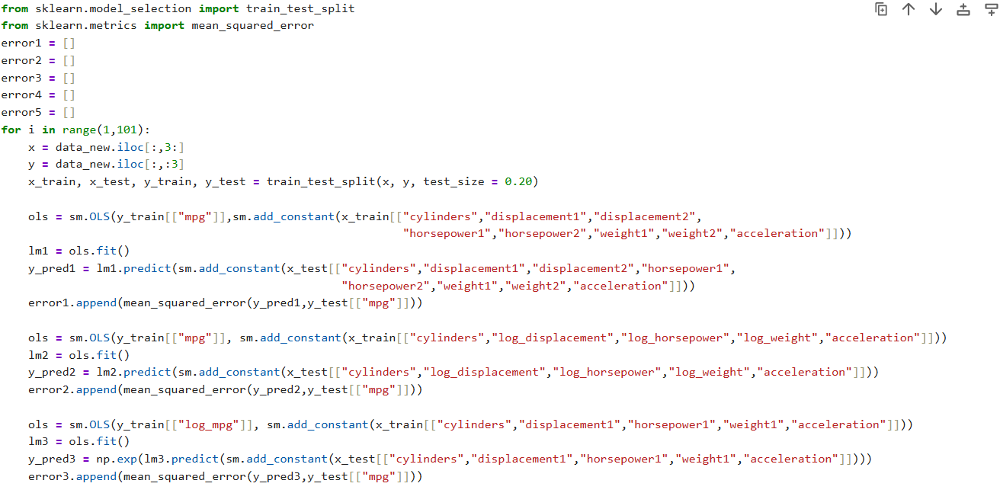 from sklearn.model_selection import train_test_split
from sklearn.metrics import mean_squared_error
error1 = []
error2 = []
error3 = []
error4 = []
error5 = []
for i in range(1,101):
    x = data_new.iloc[:,3:]
    y = data_new.iloc[:,:3]
    x_train, x_test, y_train, y_test = train_test_split(x, y, test_size = 0.20)

    ols = sm.OLS(y_train[["mpg"]],sm.add_constant(x_train[["cylinders","displacement1","displacement2",
                                                           "horsepower1","horsepower2","weight1","weight2","acceleration"]]))
    lm1 = ols.fit()
    y_pred1 = lm1.predict(sm.add_constant(x_test[["cylinders","displacement1","displacement2","horsepower1",
                                                  "horsepower2","weight1","weight2","acceleration"]]))
    error1.append(mean_squared_error(y_pred1,y_test[["mpg"]]))

    ols = sm.OLS(y_train[["mpg"]], sm.add_constant(x_train[["cylinders","log_displacement","log_horsepower","log_weight","acceleration"]]))
    lm2 = ols.fit()
    y_pred2 = lm2.predict(sm.add_constant(x_test[["cylinders","log_displacement","log_horsepower","log_weight","acceleration"]]))
    error2.append(mean_squared_error(y_pred2,y_test[["mpg"]]))

    ols = sm.OLS(y_train[["log_mpg"]], sm.add_constant(x_train[["cylinders","displacement1","horsepower1","weight1","acceleration"]]))
    lm3 = ols.fit()
    y_pred3 = np.exp(lm3.predict(sm.add_constant(x_test[["cylinders","displacement1","horsepower1","weight1","acceleration"]])))
    error3.append(mean_squared_error(y_pred3,y_test[["mpg"]]))